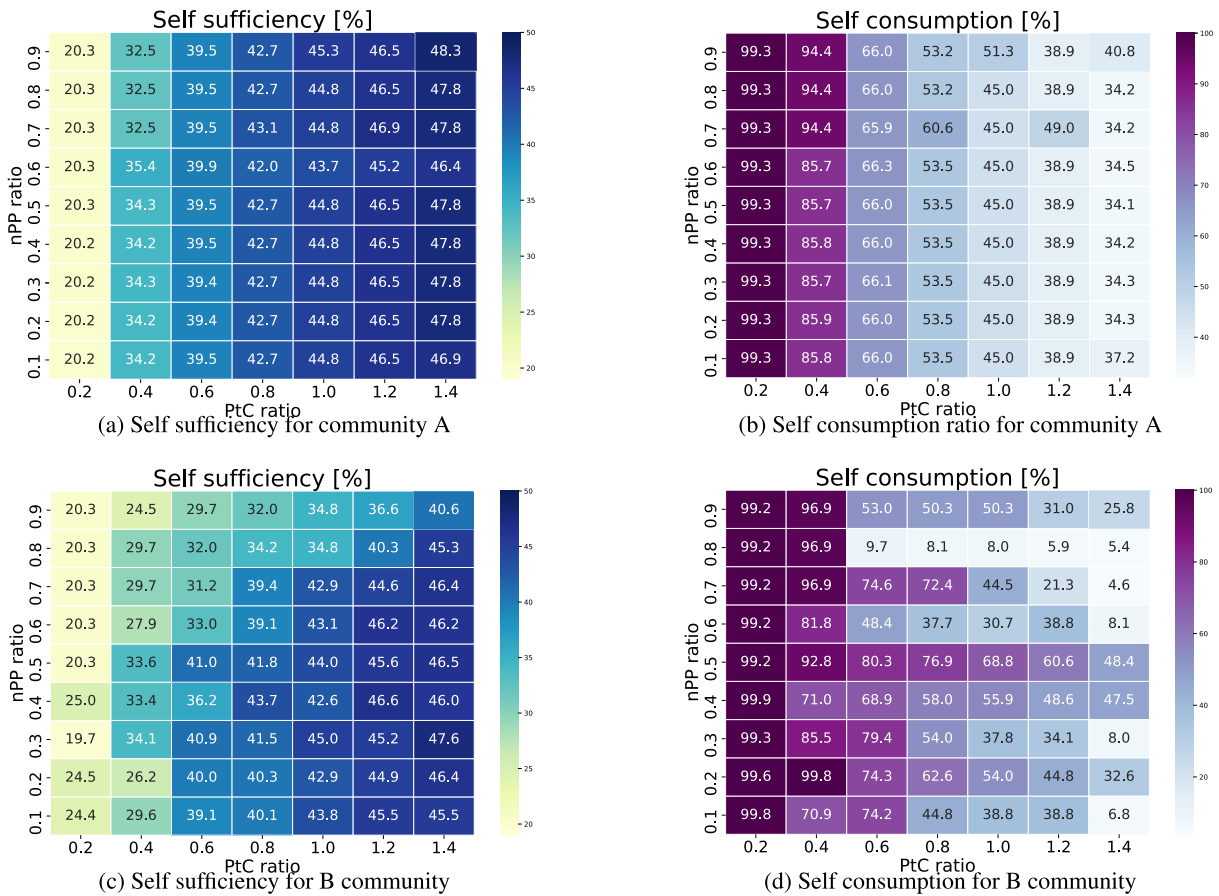 Self sufficiency [%]
nPP ratio
0.9 20.3 32.5 39.5 42.7 45.3 46.5 48.3
0.8 20.3 32.5 39.5 42.7 44.8 46.5 47.8
0.7 20.3 32.5 39.5 43.1 44.8 46.9 47.8
0.6 20.3 35.4 39.9 42.0 43.7 45.2 46.4
0.5 20.3 34.3 39.5 42.7 44.8 46.5 47.8
0.4 20.2 34.2 39.5 42.7 44.8 46.5 47.8
0.3 20.2 34.3 39.4 42.7 44.8 46.5 47.8
0.2 20.2 34.2 39.4 42.7 44.8 46.5 47.8
0.1 20.2 34.2 39.5 42.7 44.8 46.5 46.9
0.2 0.4 0.6 0.8 1.0 1.2 1.4
PtC ratio
50
45
40
35
30
25
20
(a) Self sufficiency for community A
Self consumption [%]
nPP ratio
0.9 99.3 94.4 66.0 53.2 51.3 38.9 40.8
0.8 99.3 94.4 66.0 53.2 45.0 38.9 34.2
0.7 99.3 94.4 65.9 60.6 45.0 49.0 34.2
0.6 99.3 85.7 66.3 53.5 45.0 38.9 34.5
0.5 99.3 85.7 66.0 53.5 45.0 38.9 34.1
0.4 99.3 85.8 66.0 53.5 45.0 38.9 34.2
0.3 99.3 85.7 66.1 53.5 45.0 38.9 34.3
0.2 99.3 85.9 66.0 53.5 45.0 38.9 34.3
0.1 99.3 85.8 66.0 53.5 45.0 38.9 37.2
0.2 0.4 0.6 0.8 1.0 1.2 1.4
PtC ratio
100
90
80
70
60
50
40
(b) Self consumption ratio for community A
Self sufficiency [%]
nPP ratio
0.9 20.3 24.5 29.7 32.0 34.8 36.6 40.6
0.8 20.3 29.7 32.0 34.2 34.8 40.3 45.3
0.7 20.3 29.7 31.2 39.4 42.9 44.6 46.4
0.6 20.3 27.9 33.0 39.1 43.1 46.2 46.2
0.5 20.3 33.6 41.0 41.8 44.0 45.6 46.5
0.4 25.0 33.4 36.2 43.7 42.6 46.6 46.0
0.3 19.7 34.1 40.9 41.5 45.0 45.2 47.6
0.2 24.5 26.2 40.0 40.3 42.9 44.9 46.4
0.1 24.4 29.6 39.1 40.1 43.8 45.5 45.5
0.2 0.4 0.6 0.8 1.0 1.2 1.4
PtC ratio
50
45
40
35
30
25
20
(c) Self sufficiency for B community
Self consumption [%]
nPP ratio
0.9 99.2 96.9 53.0 50.3 50.3 31.0 25.8
0.8 99.2 96.9 9.7 8.1 8.0 5.9 5.4
0.7 99.2 96.9 74.6 72.4 44.5 21.3 4.6
0.6 99.2 81.8 48.4 37.7 30.7 38.8 8.1
0.5 99.2 92.8 80.3 76.9 68.8 60.6 48.4
0.4 99.9 71.0 68.9 58.0 55.9 48.6 47.5
0.3 99.3 85.5 79.4 54.0 37.8 34.1 8.0
0.2 99.6 99.8 74.3 62.6 54.0 44.8 32.6
0.1 99.8 70.9 74.2 44.8 38.8 38.8 6.8
0.2 0.4 0.6 0.8 1.0 1.2 1.4
PtC ratio
100
80
60
40
20
(d) Self consumption for B community